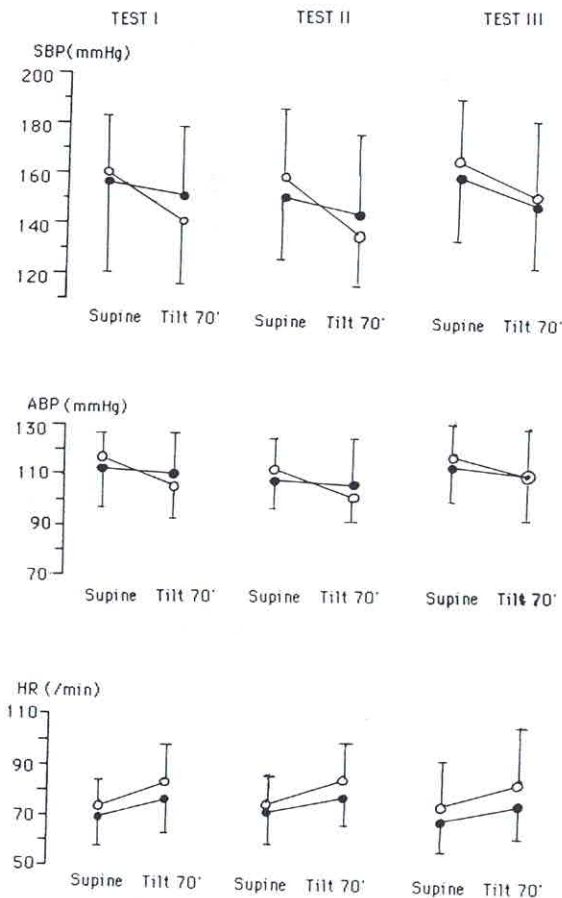 TEST I TEST II TEST III
SBP(mmHg)
200
180
160
140
120
Supine Tilt 70' Supine Tilt 70' Supine Tilt 70'
ABP(mmHg)
130
110
90
70
Supine Tilt 70' Supine Tilt 70' Supine Tilt 70'
HR (/min)
110
90
70
50
Supine Tilt 70' Supine Tilt 70' Supine Tilt 70'